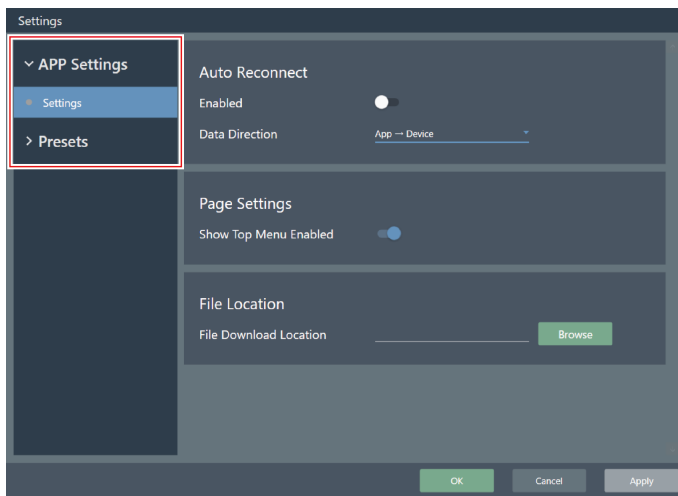 Settings
APP Settings
Settings
Presets
Auto Reconnect
Enabled
Data Direction App → Device
Page Settings
Show Top Menu Enabled
File Location
File Download Location Browse
OK Cancel Apply